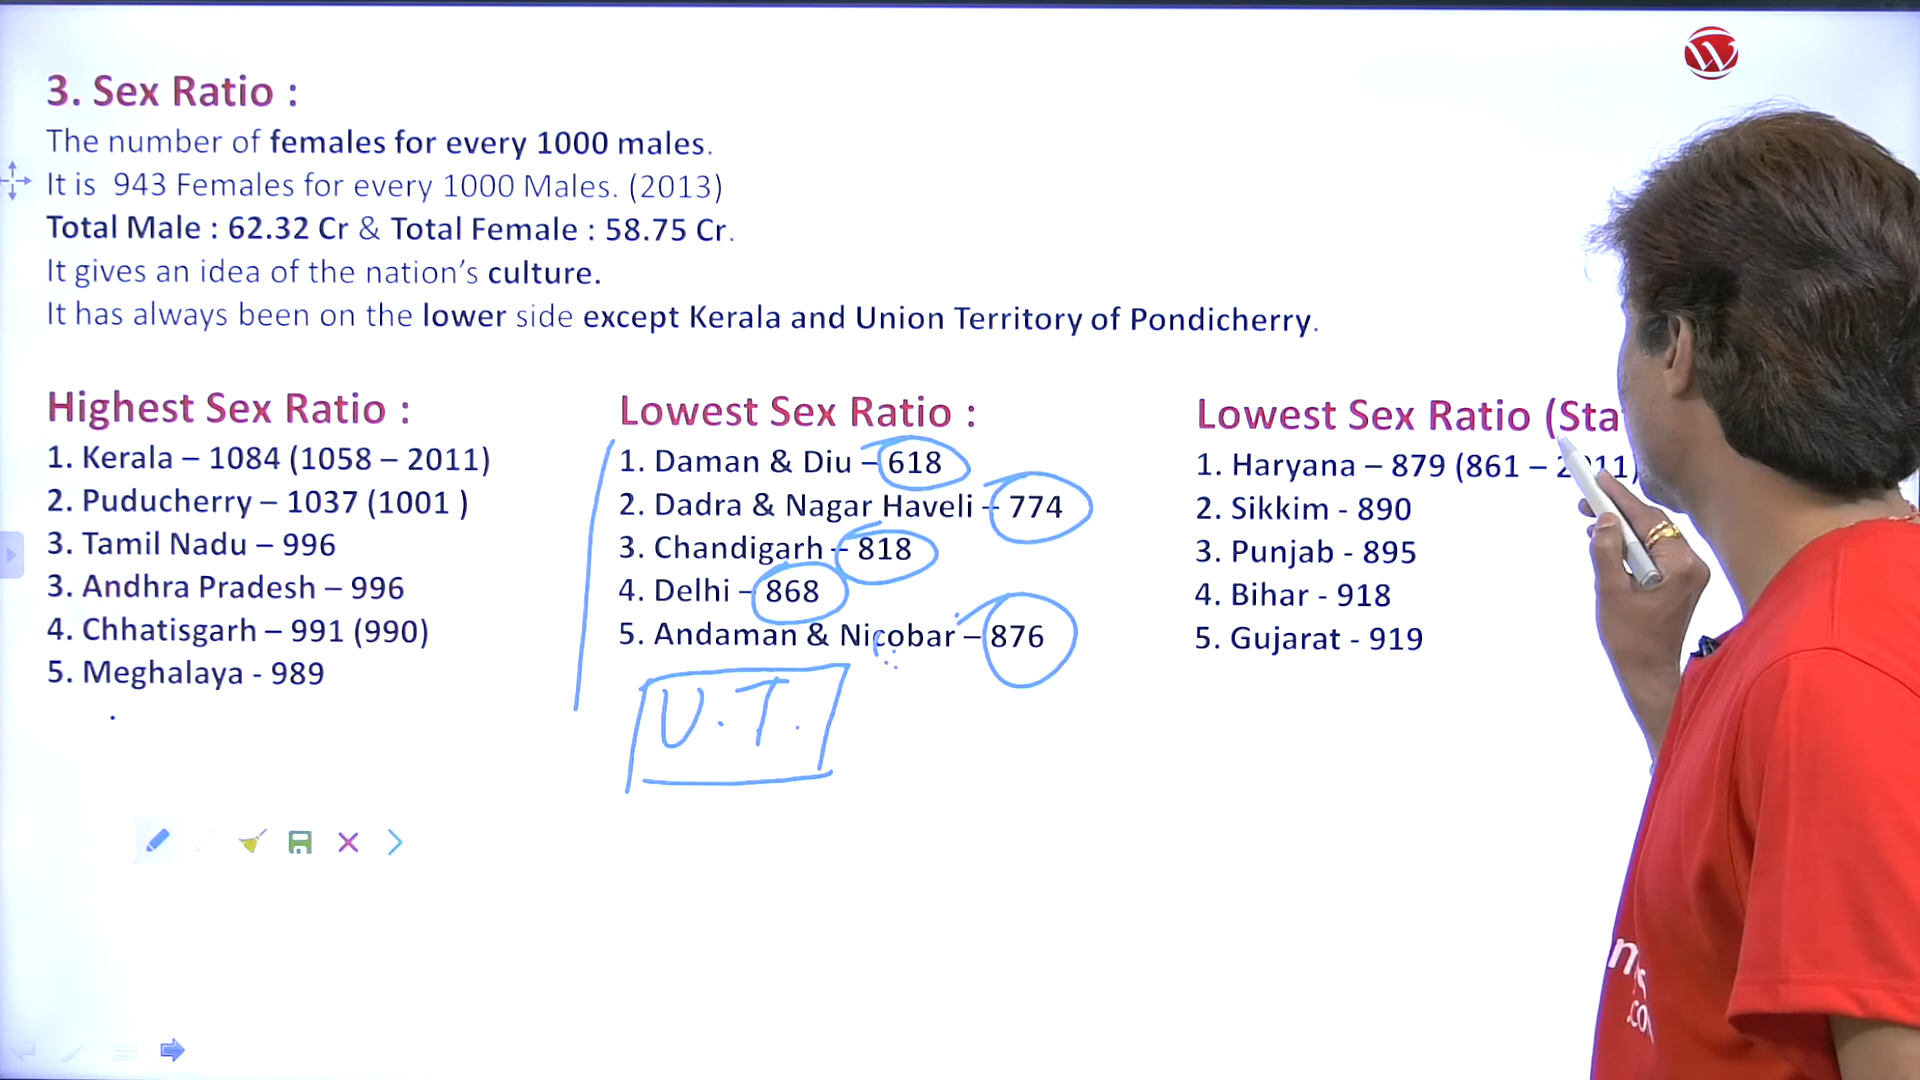 3. Sex Ratio :
The number of females for every 1000 males.
It is 943 Females for every 1000 Males. (2013)
Total Male : 62.32 Cr & Total Female : 58.75 Cr.
It gives an idea of the nation's culture.
It has always been on the lower side except Kerala and Union Territory of Pondicherry.
Highest Sex Ratio :
1. Kerala – 1084 (1058 – 2011)
2. Puducherry – 1037 (1001 )
3. Tamil Nadu – 996
3. Andhra Pradesh – 996
4. Chhatisgarh – 991 (990)
5. Meghalaya - 989
Lowest Sex Ratio :
1. Daman & Diu – 618
2. Dadra & Nagar Haveli – 774
3. Chandigarh – 818
4. Delhi – 868
5. Andaman & Nicobar – 876
U.T.
Lowest Sex Ratio (Sta
1. Haryana – 879 (861 – 2011)
2. Sikkim - 890
3. Punjab - 895
4. Bihar - 918
5. Gujarat - 919
W